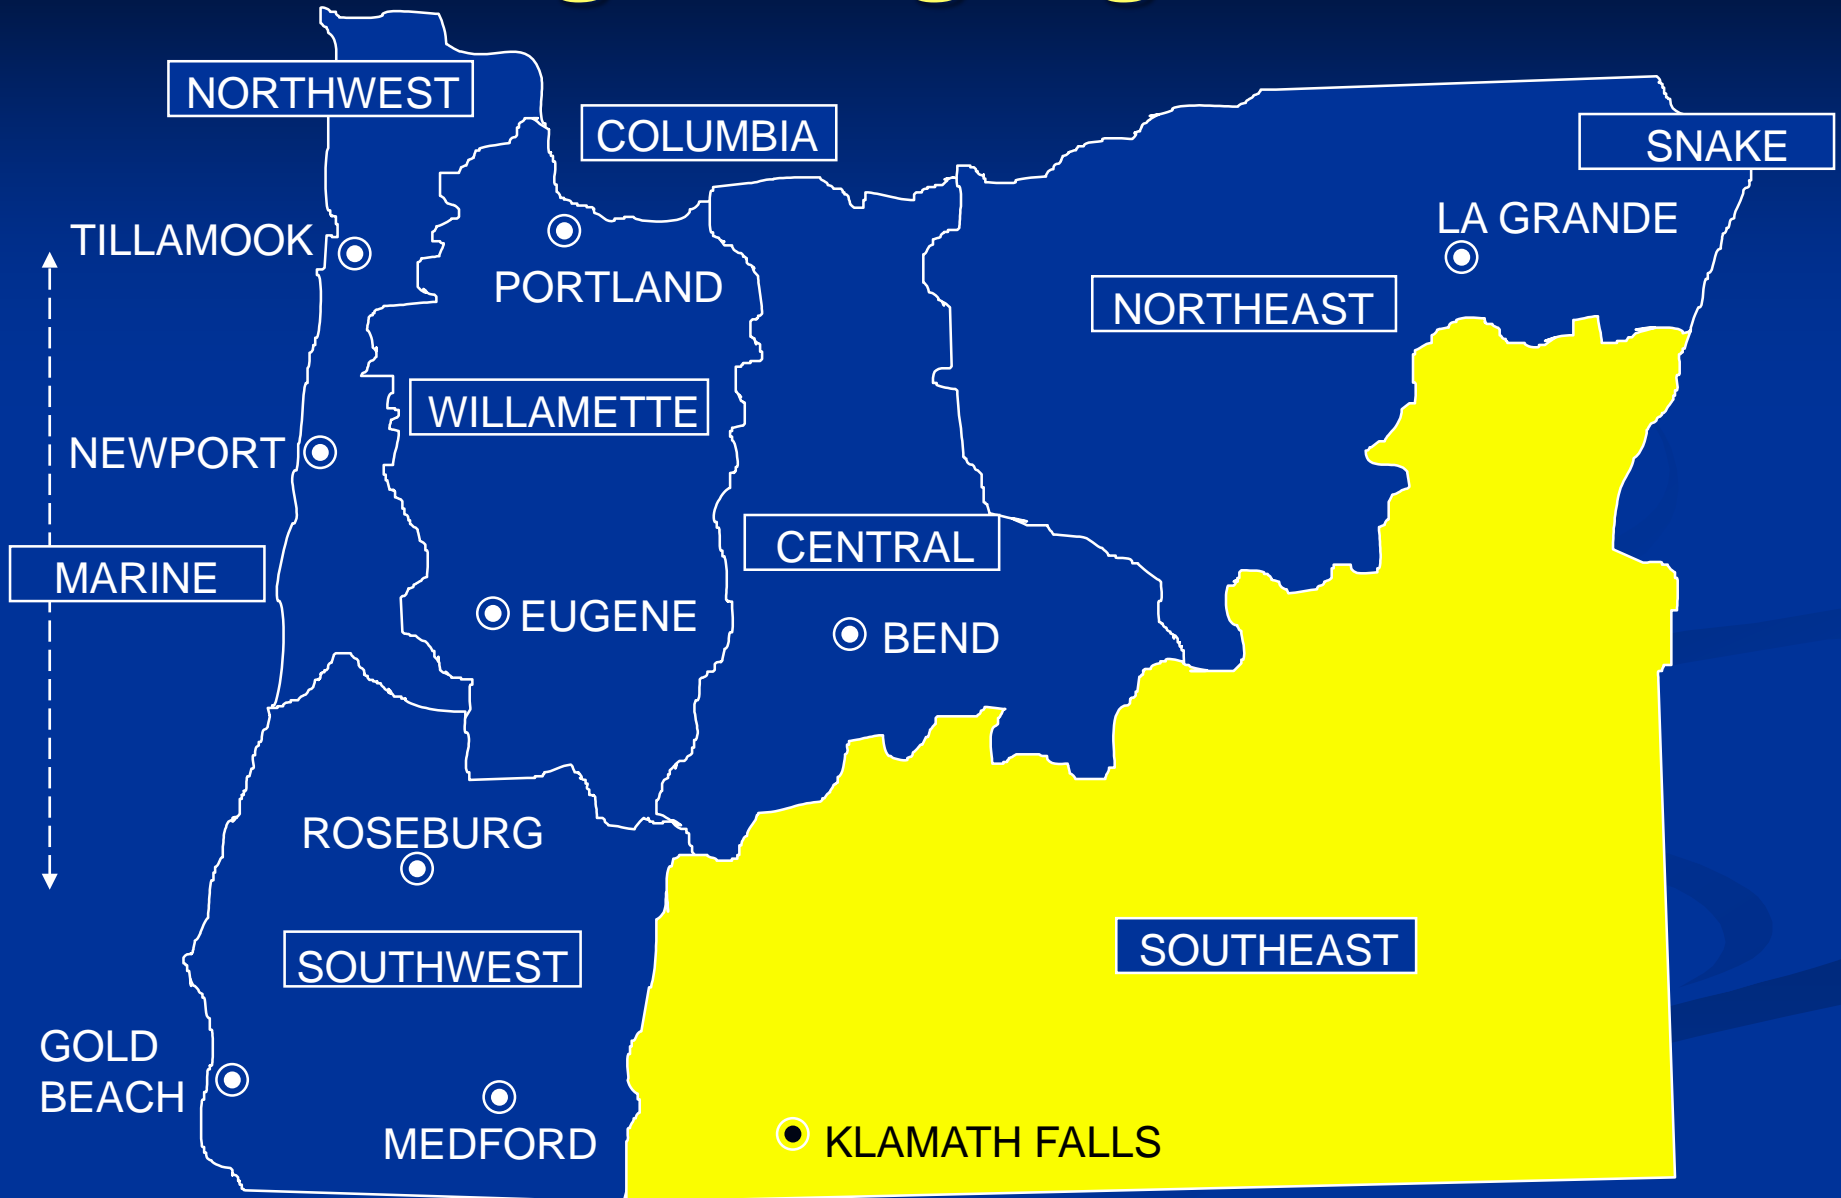 NORTHWEST
COLUMBIA
SNAKE
TILLAMOOK
PORTLAND
LA GRANDE
NORTHEAST
WILLAMETTE
NEWPORT
CENTRAL
MARINE
EUGENE
BEND
ROSEBURG
SOUTHWEST
SOUTHEAST
GOLD
BEACH
MEDFORD
KLAMATH FALLS